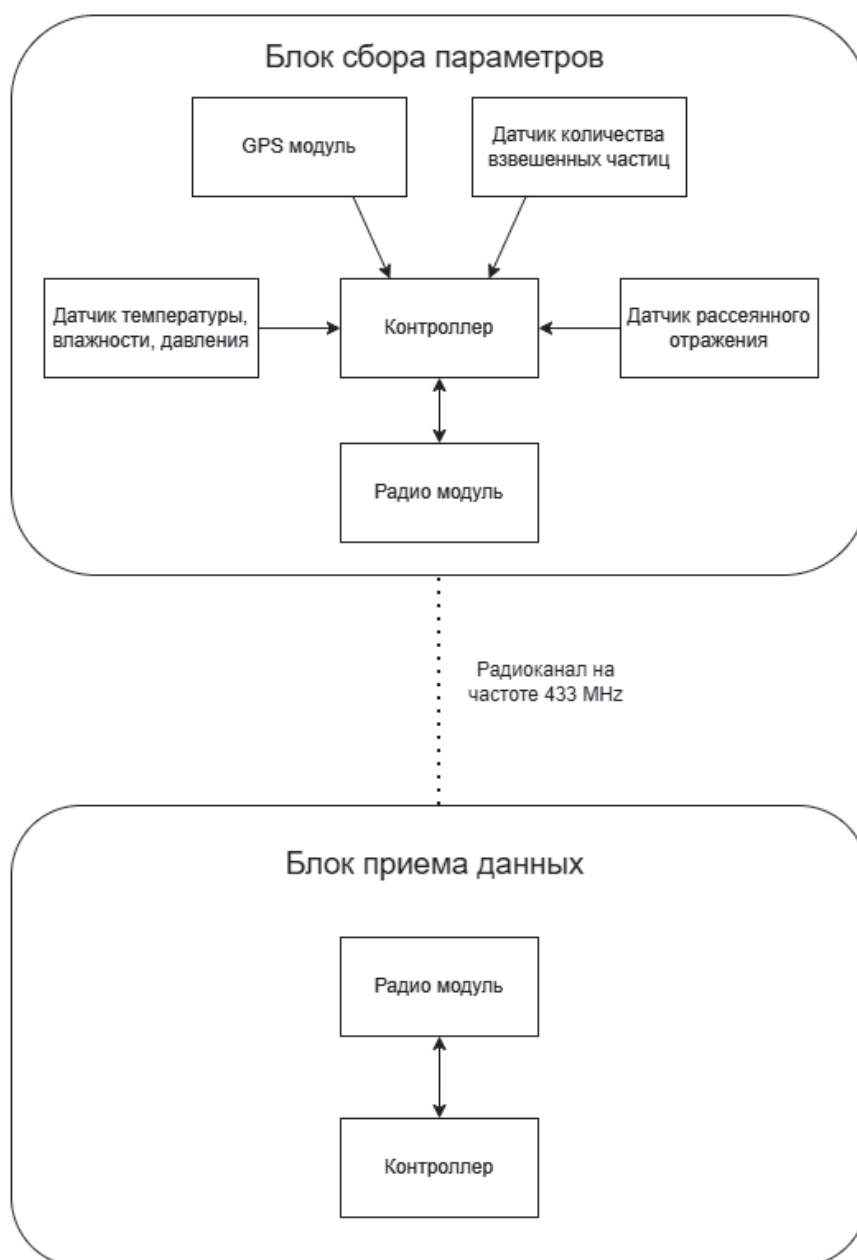 Блок сбора параметров
GPS модуль
Датчик количества
взвешенных частиц
Датчик температуры,
влажности, давления
Контроллер
Датчик рассеянного
отражения
Радио модуль
Радиоканал на
частоте 433 MHz
Блок приема данных
Радио модуль
Контроллер